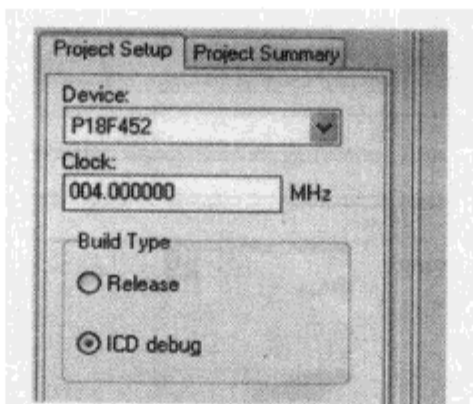 Project Setup Project Summary
Device:
P18F452
Clock:
004.000000 MHz
Build Type
Release
ICD debug